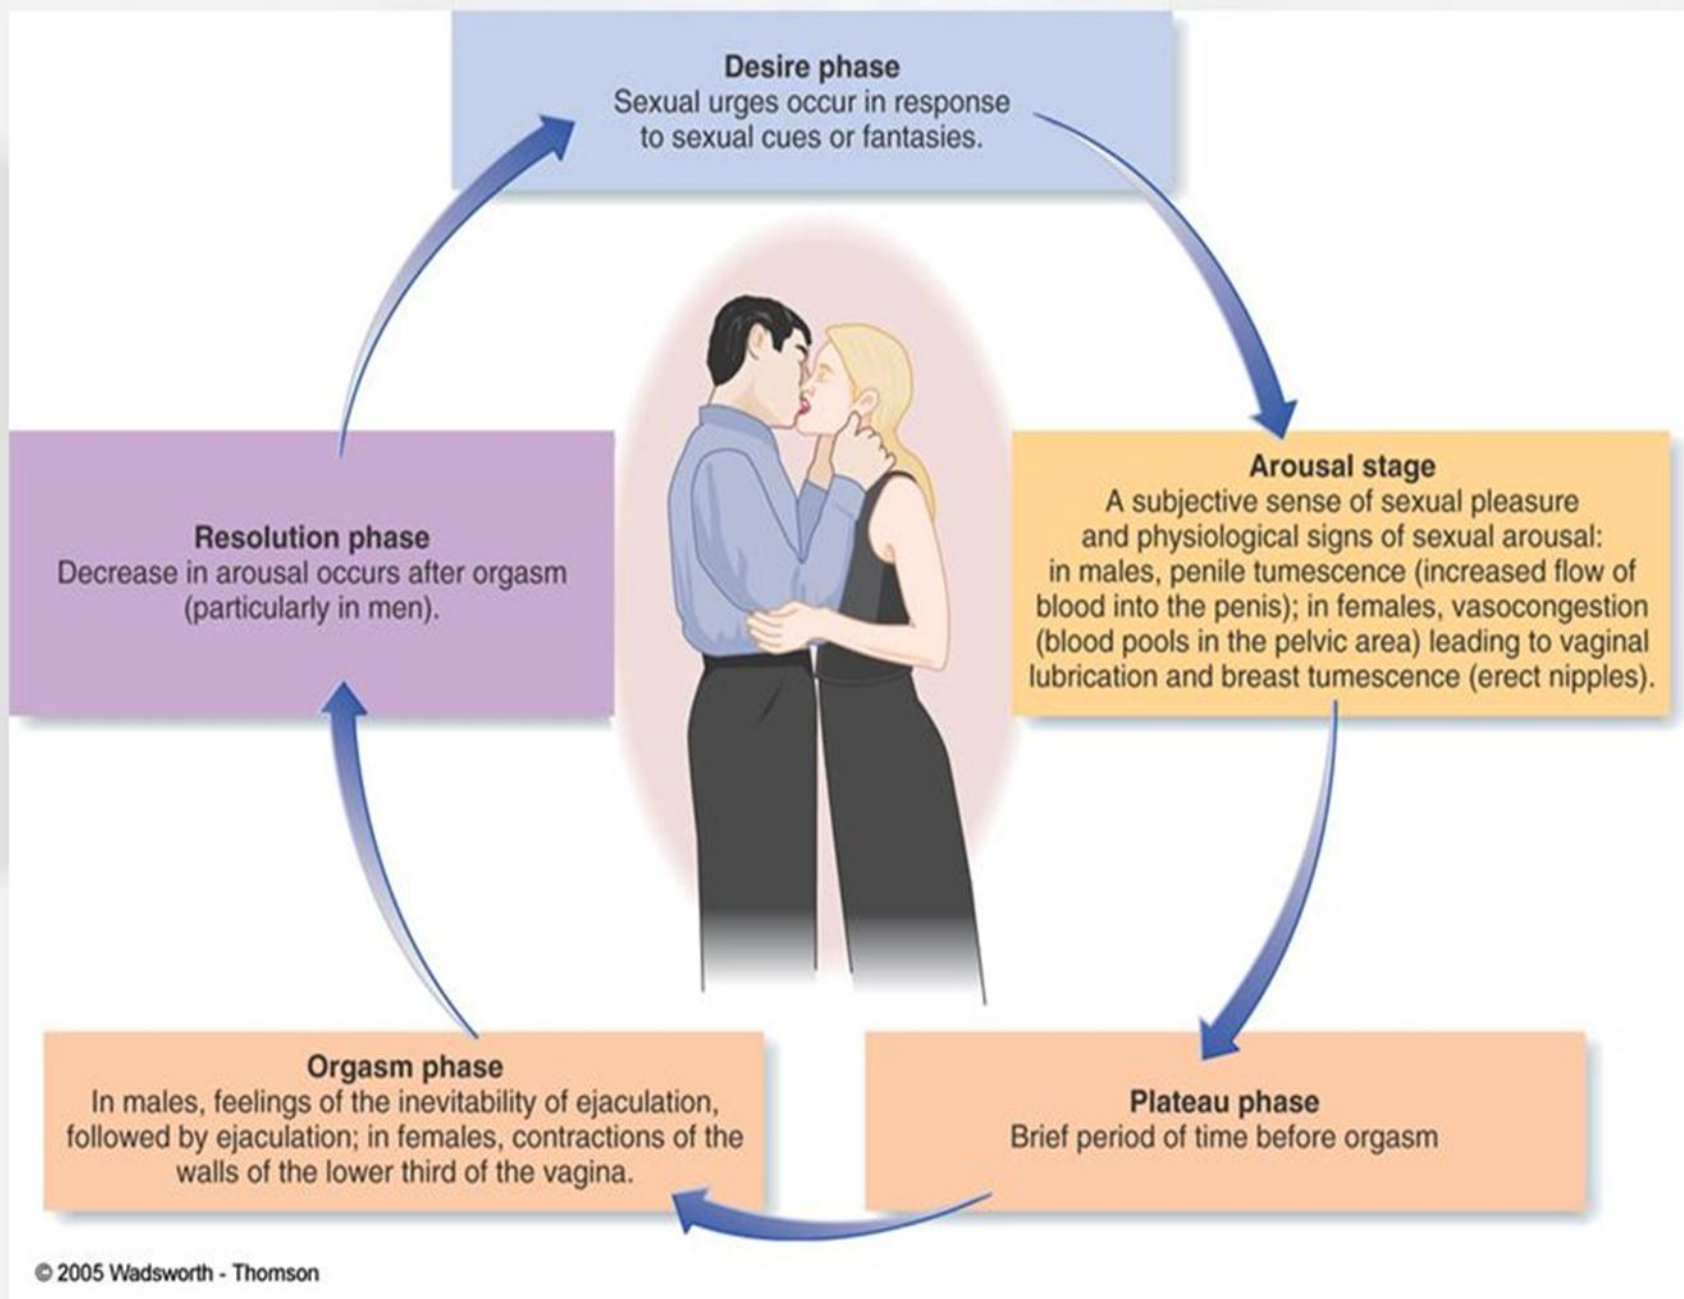 Desire phase
Sexual urges occur in response
to sexual cues or fantasies.
Arousal stage
A subjective sense of sexual pleasure
and physiological signs of sexual arousal:
in males, penile tumescence (increased flow of
blood into the penis); in females, vasocongestion
(blood pools in the pelvic area) leading to vaginal
lubrication and breast tumescence (erect nipples).
Plateau phase
Brief period of time before orgasm
Orgasm phase
In males, feelings of the inevitability of ejaculation,
followed by ejaculation; in females, contractions of the
walls of the lower third of the vagina.
Resolution phase
Decrease in arousal occurs after orgasm
(particularly in men).
© 2005 Wadsworth - Thomson